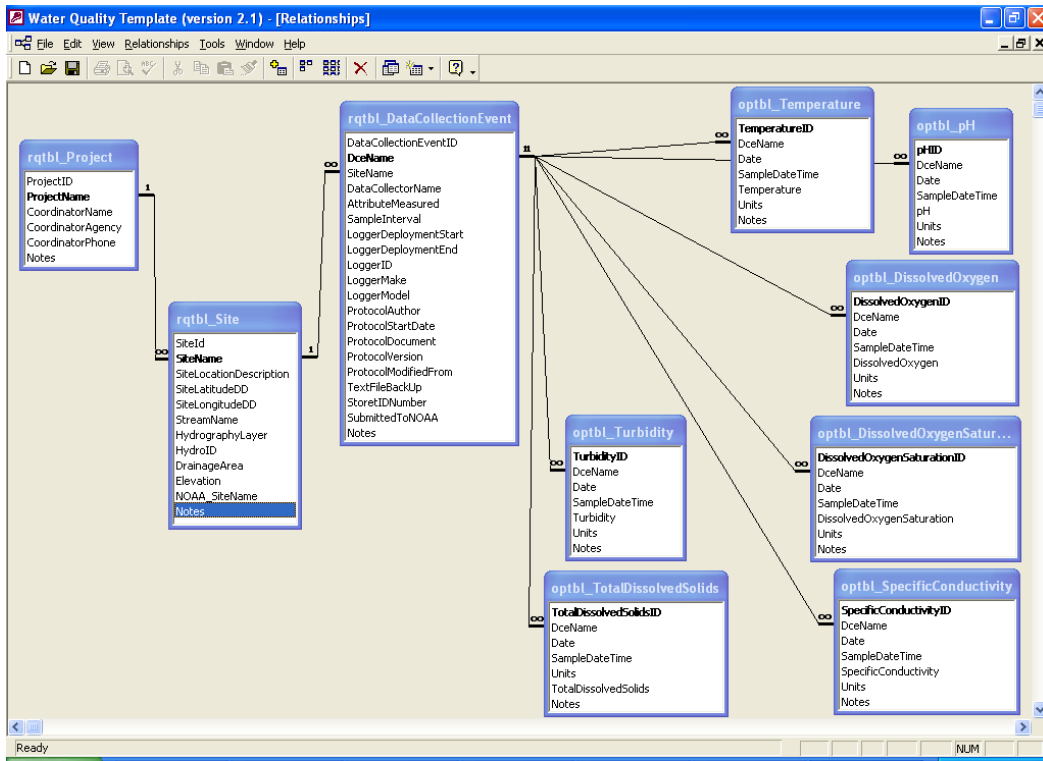 Water Quality Template (version 2.1) - [Relationships]
File Edit View Relationships Tools Window Help
rqtbl_Project
ProjectID
ProjectName
CoordinatorName
CoordinatorAgency
CoordinatorPhone
Notes
1
∞
rqtbl_Site
SiteId
SiteName
SiteLocationDescription
SiteLatitudeDD
SiteLongitudeDD
StreamName
HydrographyLayer
HydroID
DrainageArea
Elevation
NOAA_SiteName
Notes
1
∞
rqtbl_DataCollectionEvent
DataCollectionEventID
DceName
SiteName
DataCollectorName
AttributeMeasured
SampleInterval
LoggerDeploymentStart
LoggerDeploymentEnd
LoggerID
LoggerMake
LoggerModel
ProtocolAuthor
ProtocolStartDate
ProtocolDocument
ProtocolVersion
ProtocolModifiedFrom
TextFileBackUp
StoretIDNumber
SubmittedToNOAA
Notes
11
∞
optbl_Temperature
TemperatureID
DceName
Date
SampleDateTime
Temperature
Units
Notes
∞
optbl_pH
pHID
DceName
Date
SampleDateTime
pH
Units
Notes
∞
optbl_DissolvedOxygen
DissolvedOxygenID
DceName
Date
SampleDateTime
DissolvedOxygen
Units
Notes
∞
optbl_Turbidity
TurbidityID
DceName
Date
SampleDateTime
Turbidity
Units
Notes
∞
optbl_DissolvedOxygenSatur...
DissolvedOxygenSaturationID
DceName
Date
SampleDateTime
DissolvedOxygenSaturation
Units
Notes
∞
optbl_TotalDissolvedSolids
TotalDissolvedSolidsID
DceName
Date
SampleDateTime
Units
TotalDissolvedSolids
Notes
∞
optbl_SpecificConductivity
SpecificConductivityID
DceName
Date
SampleDateTime
SpecificConductivity
Units
Notes
∞
Ready
NUM